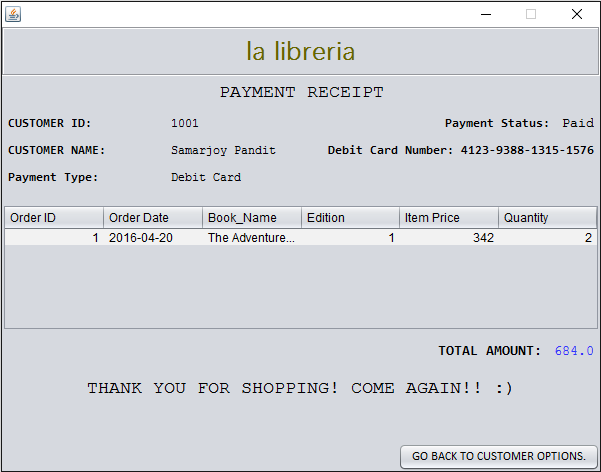 la libreria
PAYMENT RECEIPT
CUSTOMER ID: 1001 Payment Status: Paid
CUSTOMER NAME: Samarjoy Pandit Debit Card Number: 4123-9388-1315-1576
Payment Type: Debit Card
Order ID Order Date Book_Name Edition Item Price Quantity
1 2016-04-20 The Adventure... 1 342 2
TOTAL AMOUNT: 684.0
THANK YOU FOR SHOPPING! COME AGAIN!! :)
GO BACK TO CUSTOMER OPTIONS.